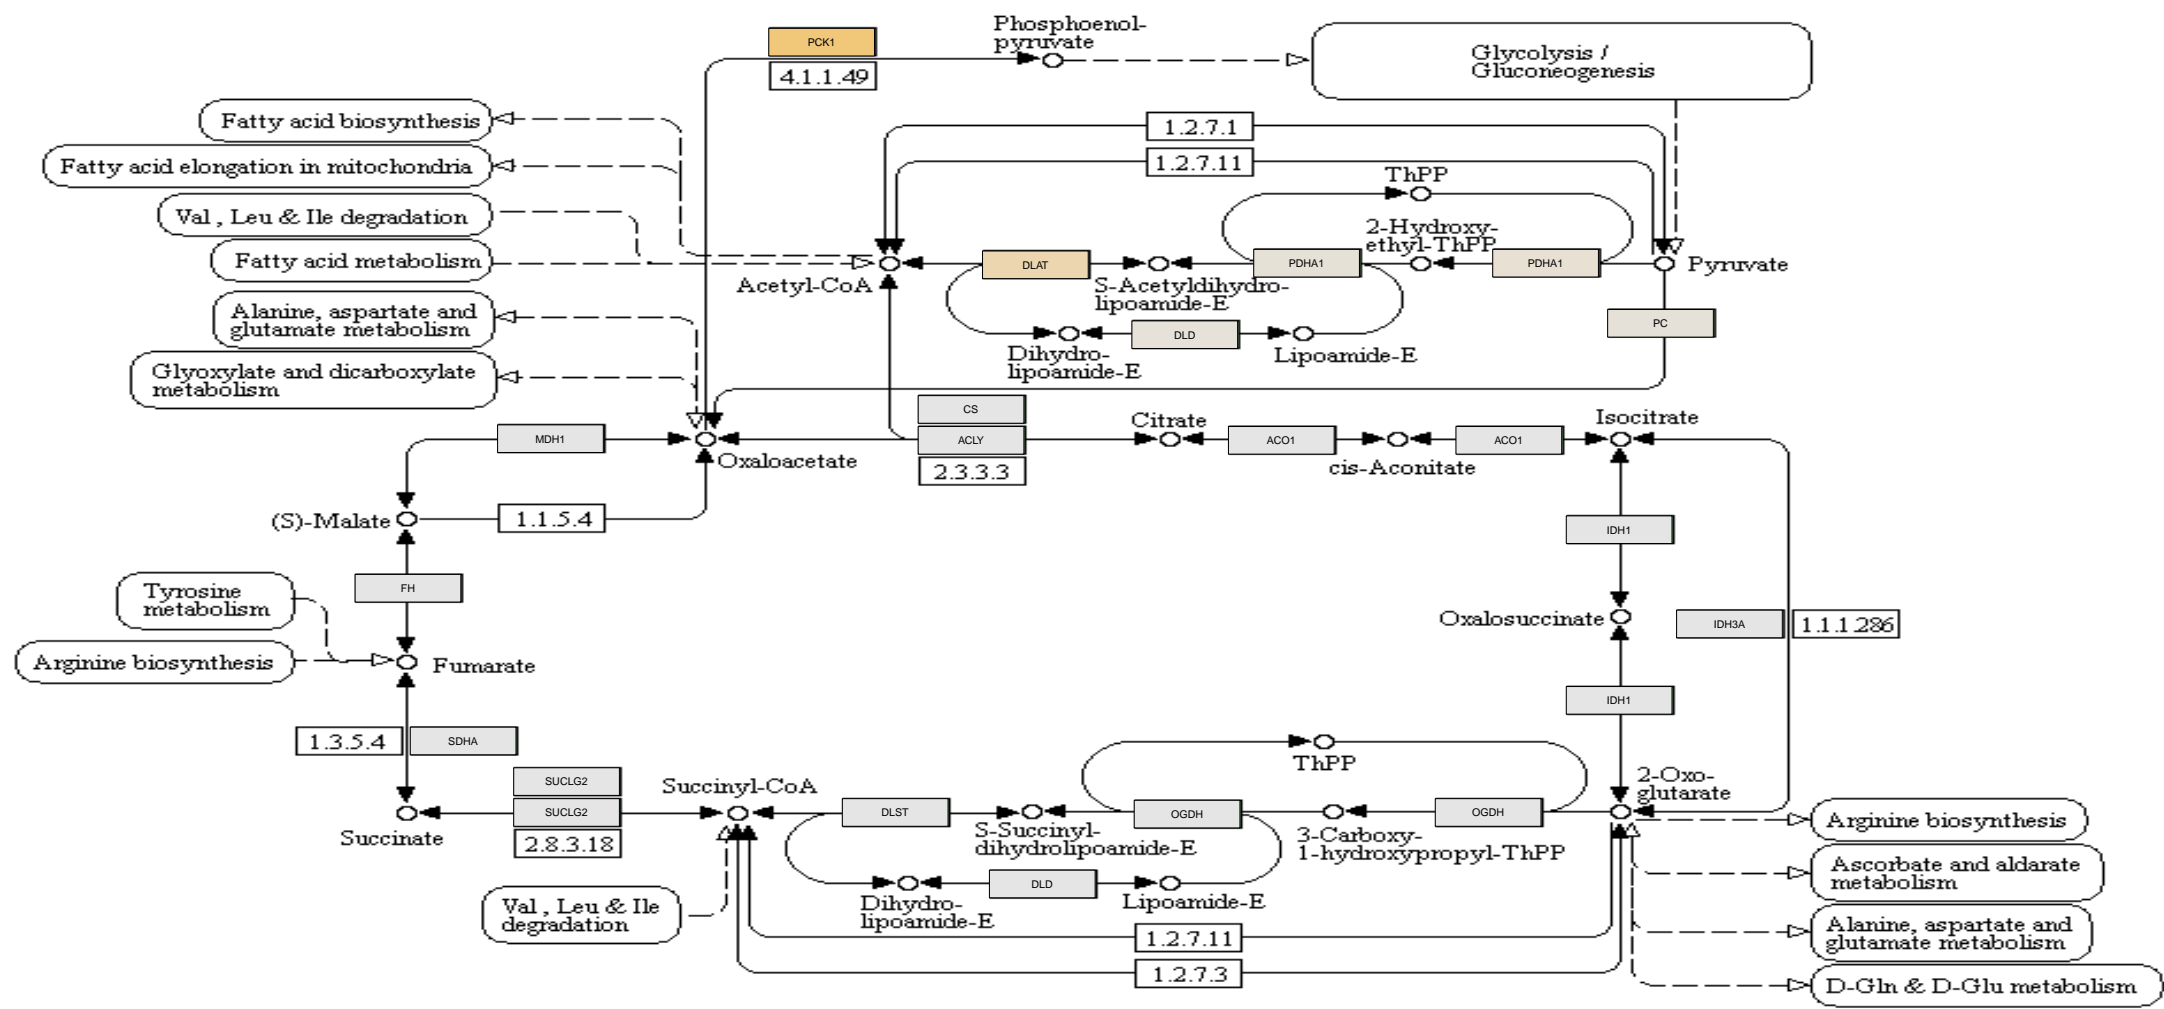 Phosphoenol-
pyruvate
PCK1
4.1.1.49
Glycolysis /
Gluconeogenesis
Fatty acid biosynthesis
Fatty acid elongation in mitochondria
Val , Leu & Ile degradation
Fatty acid metabolism
1.2.7.1
1.2.7.11
ThPP
2-Hydroxy-
ethyl-ThPP
DLAT
PDHA1
PDHA1
Pyruvate
Acetyl-CoA
S-Acetyldihydro-
lipoamide-E
Alanine, aspartate and
glutamate metabolism
DLD
PC
Dihydro-
lipoamide-E
Lipoamide-E
Glyoxylate and dicarboxylate
metabolism
CS
Citrate
Isocitrate
MDH1
ACLY
ACO1
ACO1
Oxaloacetate
2.3.3.3
cis-Aconitate
(S)-Malate
1.1.5.4
IDH1
FH
Tyrosine
metabolism
Oxalosuccinate
IDH3A
1.1.1.286
Arginine biosynthesis
Fumarate
IDH1
1.3.5.4
SDHA
ThPP
SUCLG2
Succinyl-CoA
2-Oxo-
glutarate
SUCLG2
DLST
OGDH
OGDH
Succinate
2.8.3.18
S-Succinyl-
dihydrolipoamide-E
3-Carboxy-
1-hydroxypropyl-ThPP
Arginine biosynthesis
Ascorbate and aldarate
metabolism
DLD
Dihydro-
lipoamide-E
Lipoamide-E
Val , Leu & Ile
degradation
1.2.7.11
Alanine, aspartate and
glutamate metabolism
1.2.7.3
D-Gln & D-Glu metabolism